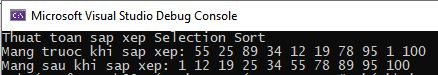 Microsoft Visual Studio Debug Console
Thuat toan sap xep Selection Sort
Mang truoc khi sap xep: 55 25 89 34 12 19 78 95 1 100
Mang sau khi sap xep: 1 12 19 25 34 55 78 89 95 100